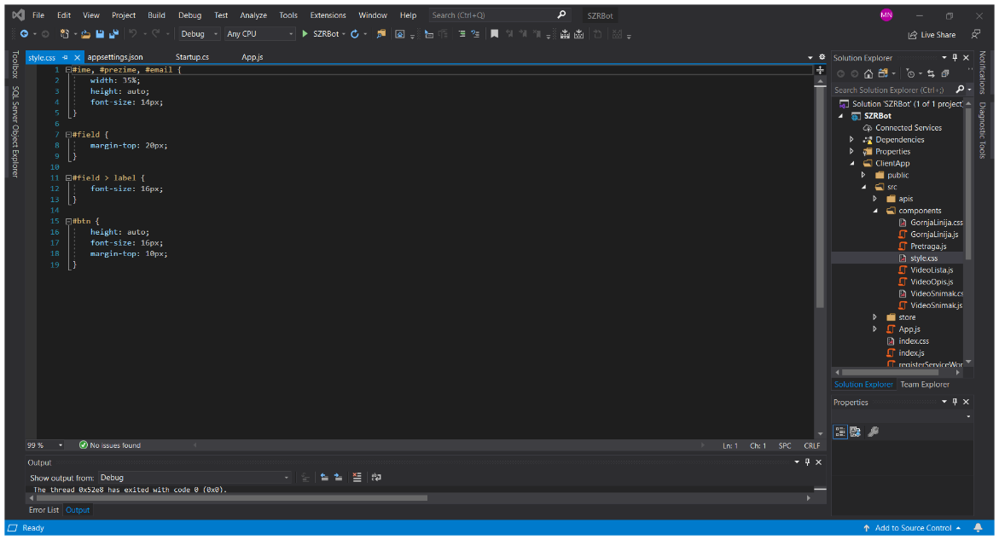 File Edit View Project Build Debug Test Analyze Tools Extensions Window Help Search (Ctrl+Q) SZRBot MN
Debug Any CPU SZRBot Live Share
style.css appsettings.json Startup.cs App.js
Toolbox
SQL Server Object Explorer
1 #ime, #prezime, #email {
2 width: 35%;
3 height: auto;
4 font-size: 14px;
5 }
6
7 #field {
8 margin-top: 20px;
9 }
10
11 #field > label {
12 font-size: 16px;
13 }
14
15 #btn {
16 height: auto;
17 font-size: 16px;
18 margin-top: 10px;
19 }
99 % No issues found Ln: 1 Ch: 1 SPC CRLF
Output
Show output from: Debug
The thread 0x52e8 has exited with code 0 (0x0).
Error List Output
Solution Explorer
Search Solution Explorer (Ctrl+;)
Solution 'SZRBot' (1 of 1 project
SZRBot
Connected Services
Dependencies
Properties
ClientApp
public
src
apis
components
GornjaLinija.css
GornjaLinija.js
Pretraga.js
style.css
VideoLista.js
VideoOpis.js
VideoSnimak.cs
VideoSnimak.js
store
App.js
index.css
index.js
registerServiceWor
Solution Explorer Team Explorer
Properties
Notifications
Diagnostic Tools
Ready Add to Source Control